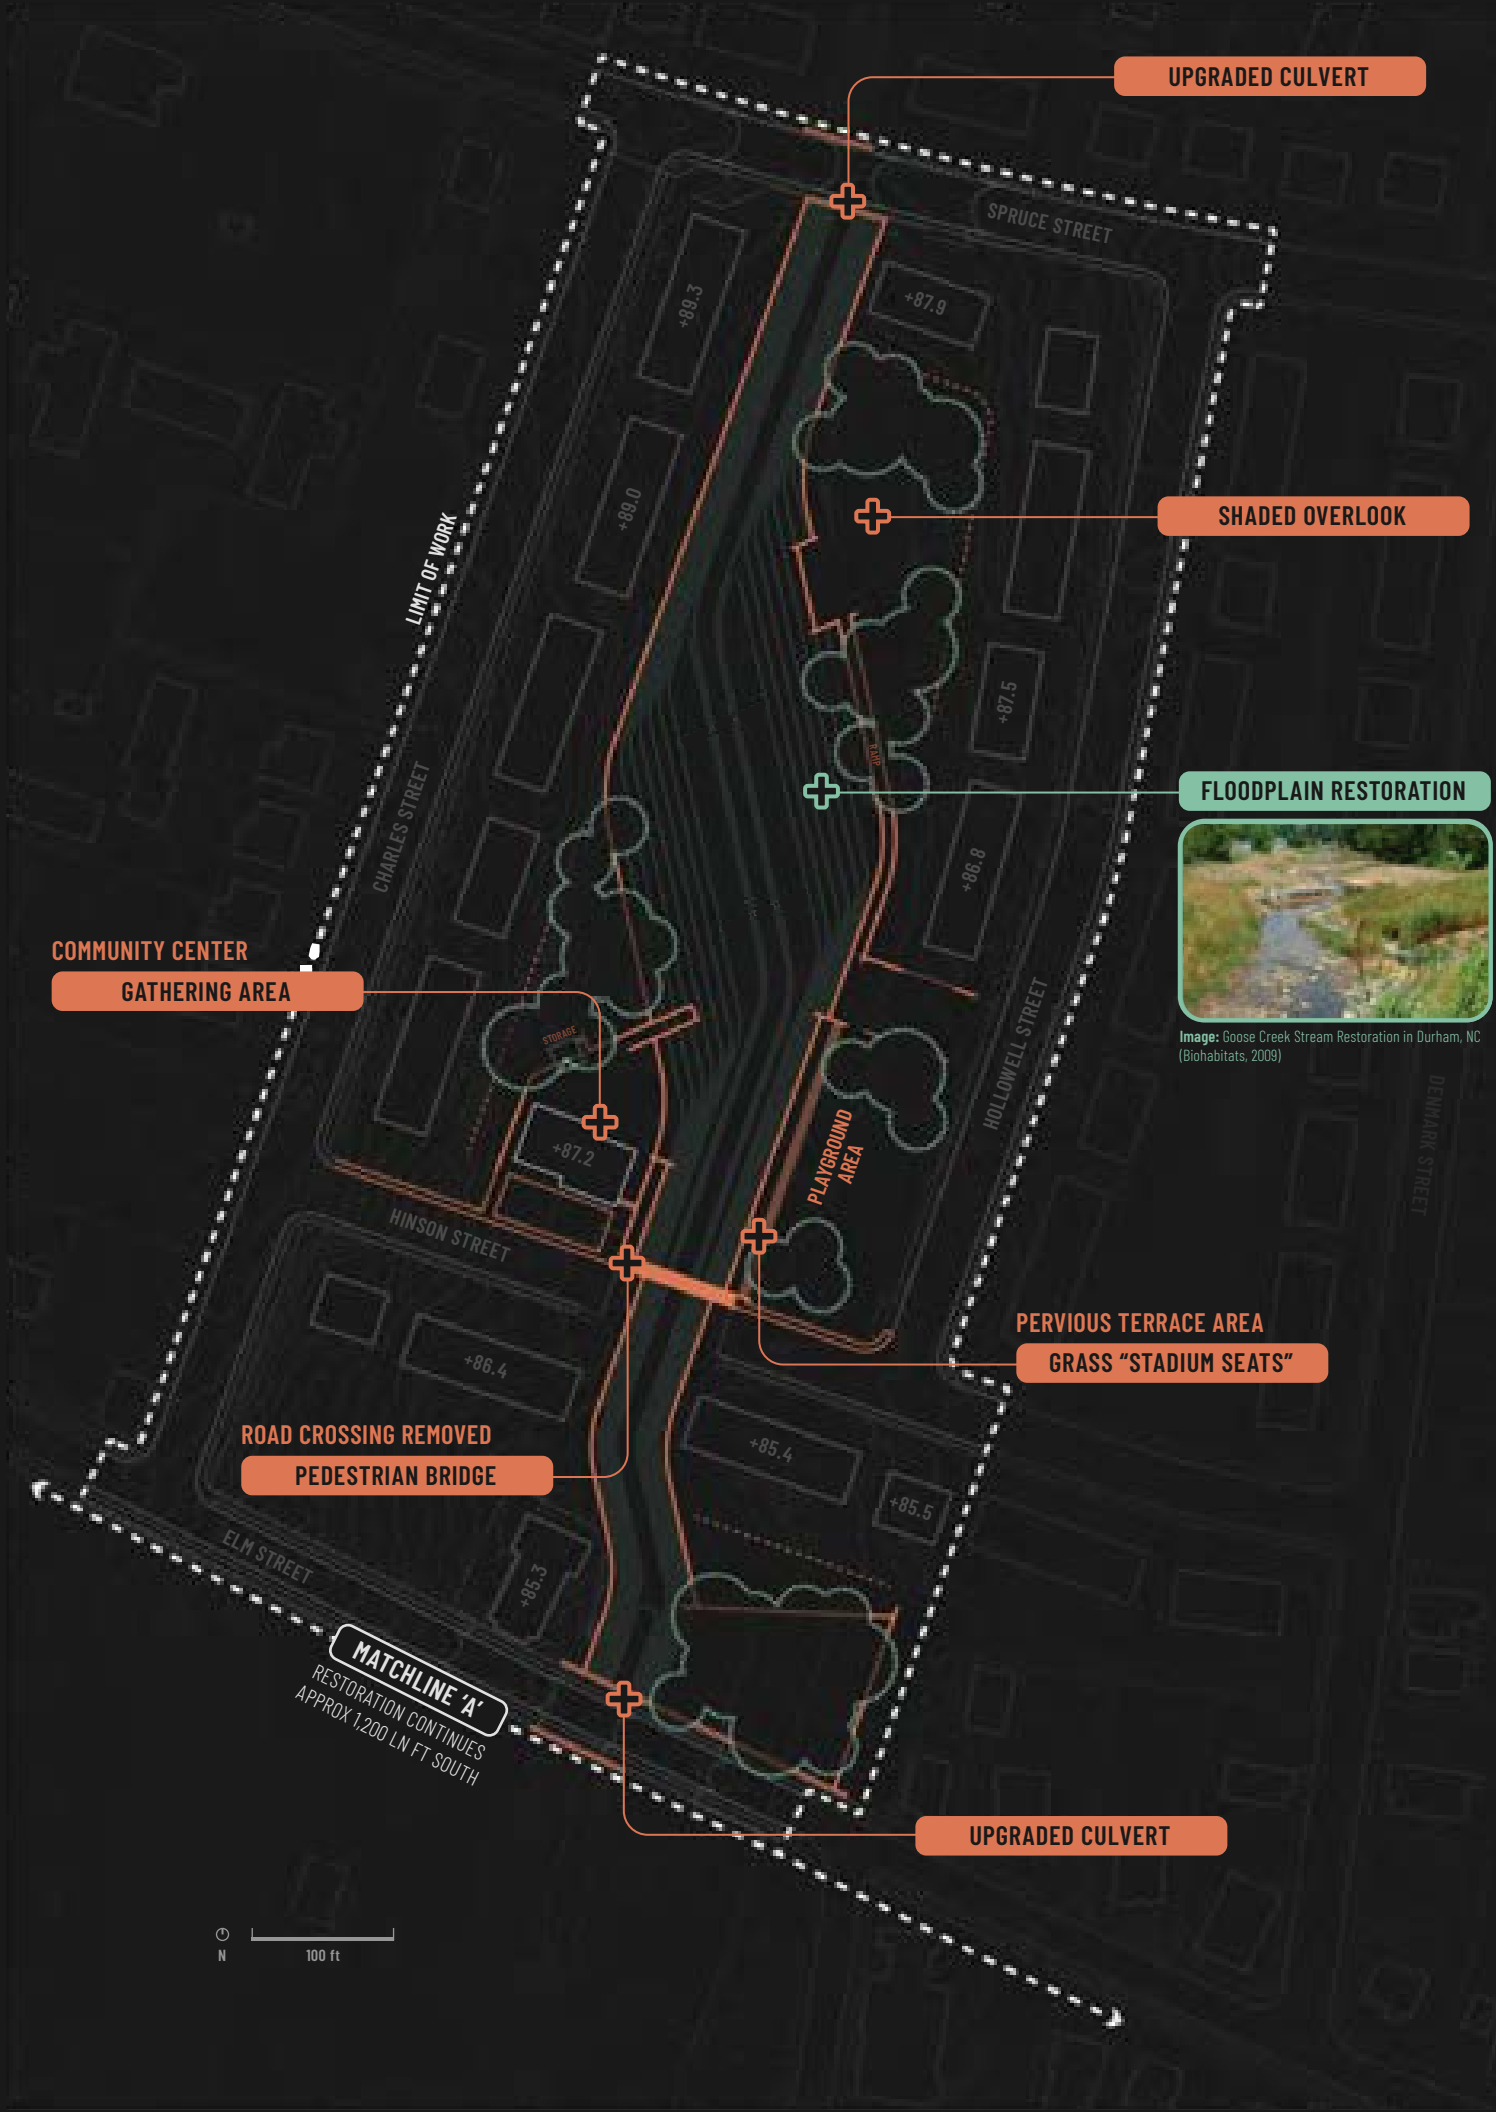 UPGRADED CULVERT
SPRUCE STREET
+89.3
+87.9
+89.0
SHADED OVERLOOK
LIMIT OF WORK
+87.5
RAMP
FLOODPLAIN RESTORATION
CHARLES STREET
+86.8
COMMUNITY CENTER
GATHERING AREA
STORAGE
HOLLOWELL STREET
Image: Goose Creek Stream Restoration in Durham, NC
(Biohabitats, 2009)
DENMARK STREET
+87.2
PLAYGROUND
AREA
HINSON STREET
PERVIOUS TERRACE AREA
GRASS “STADIUM SEATS”
+86.4
ROAD CROSSING REMOVED
PEDESTRIAN BRIDGE
+85.4
+85.5
ELM STREET
+85.3
MATCHLINE ‘A’
RESTORATION CONTINUES
APPROX 1,200 LN FT SOUTH
UPGRADED CULVERT
N
100 ft